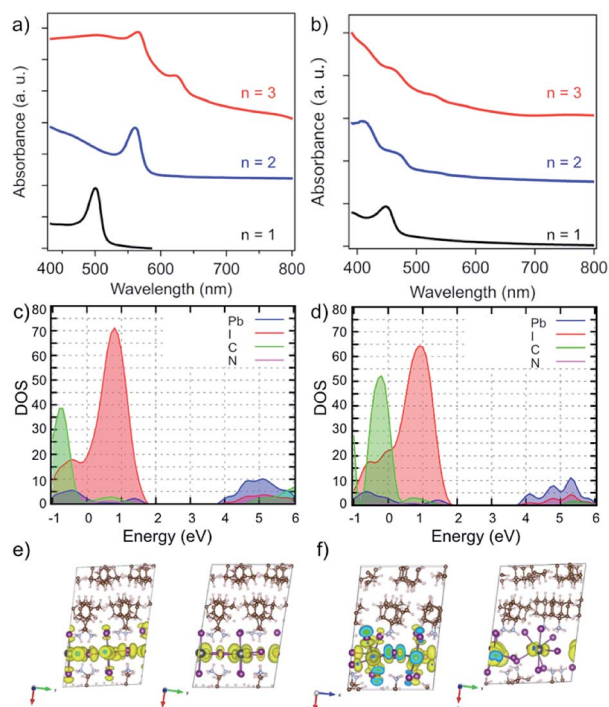 a)
b)
Absorbance (a. u.)
n = 3
n = 2
n = 1
400
500
600
700
800
Wavelength (nm)
Absorbance (a. u.)
n = 3
n = 2
n = 1
400
500
600
700
800
Wavelength (nm)
c)
d)
DOS
80
70
60
50
40
30
20
10
0
-1
0
1
2
3
4
5
6
Energy (eV)
Pb
I
C
N
DOS
80
70
60
50
40
30
20
10
0
-1
0
1
2
3
4
5
6
Energy (eV)
Pb
I
C
N
e)
f)